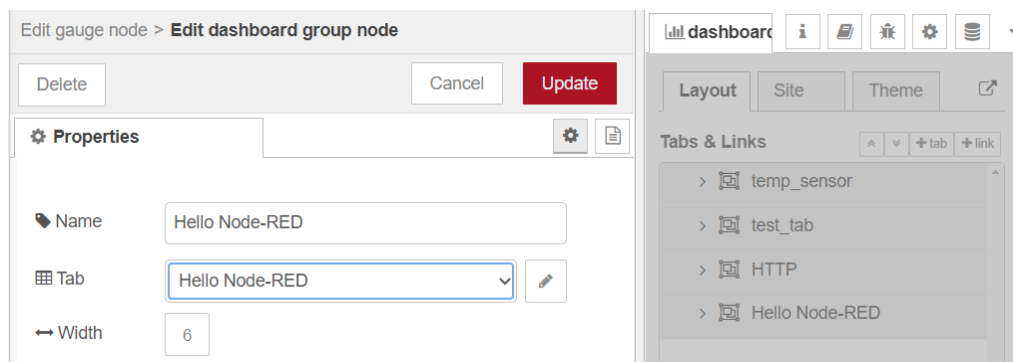 Edit gauge node > Edit dashboard group node
Delete
Cancel
Update
Properties
Name
Hello Node-RED
Tab
Hello Node-RED
Width
6
dashboard
i
Layout
Site
Theme
Tabs & Links
+ tab
+ link
temp_sensor
test_tab
HTTP
Hello Node-RED